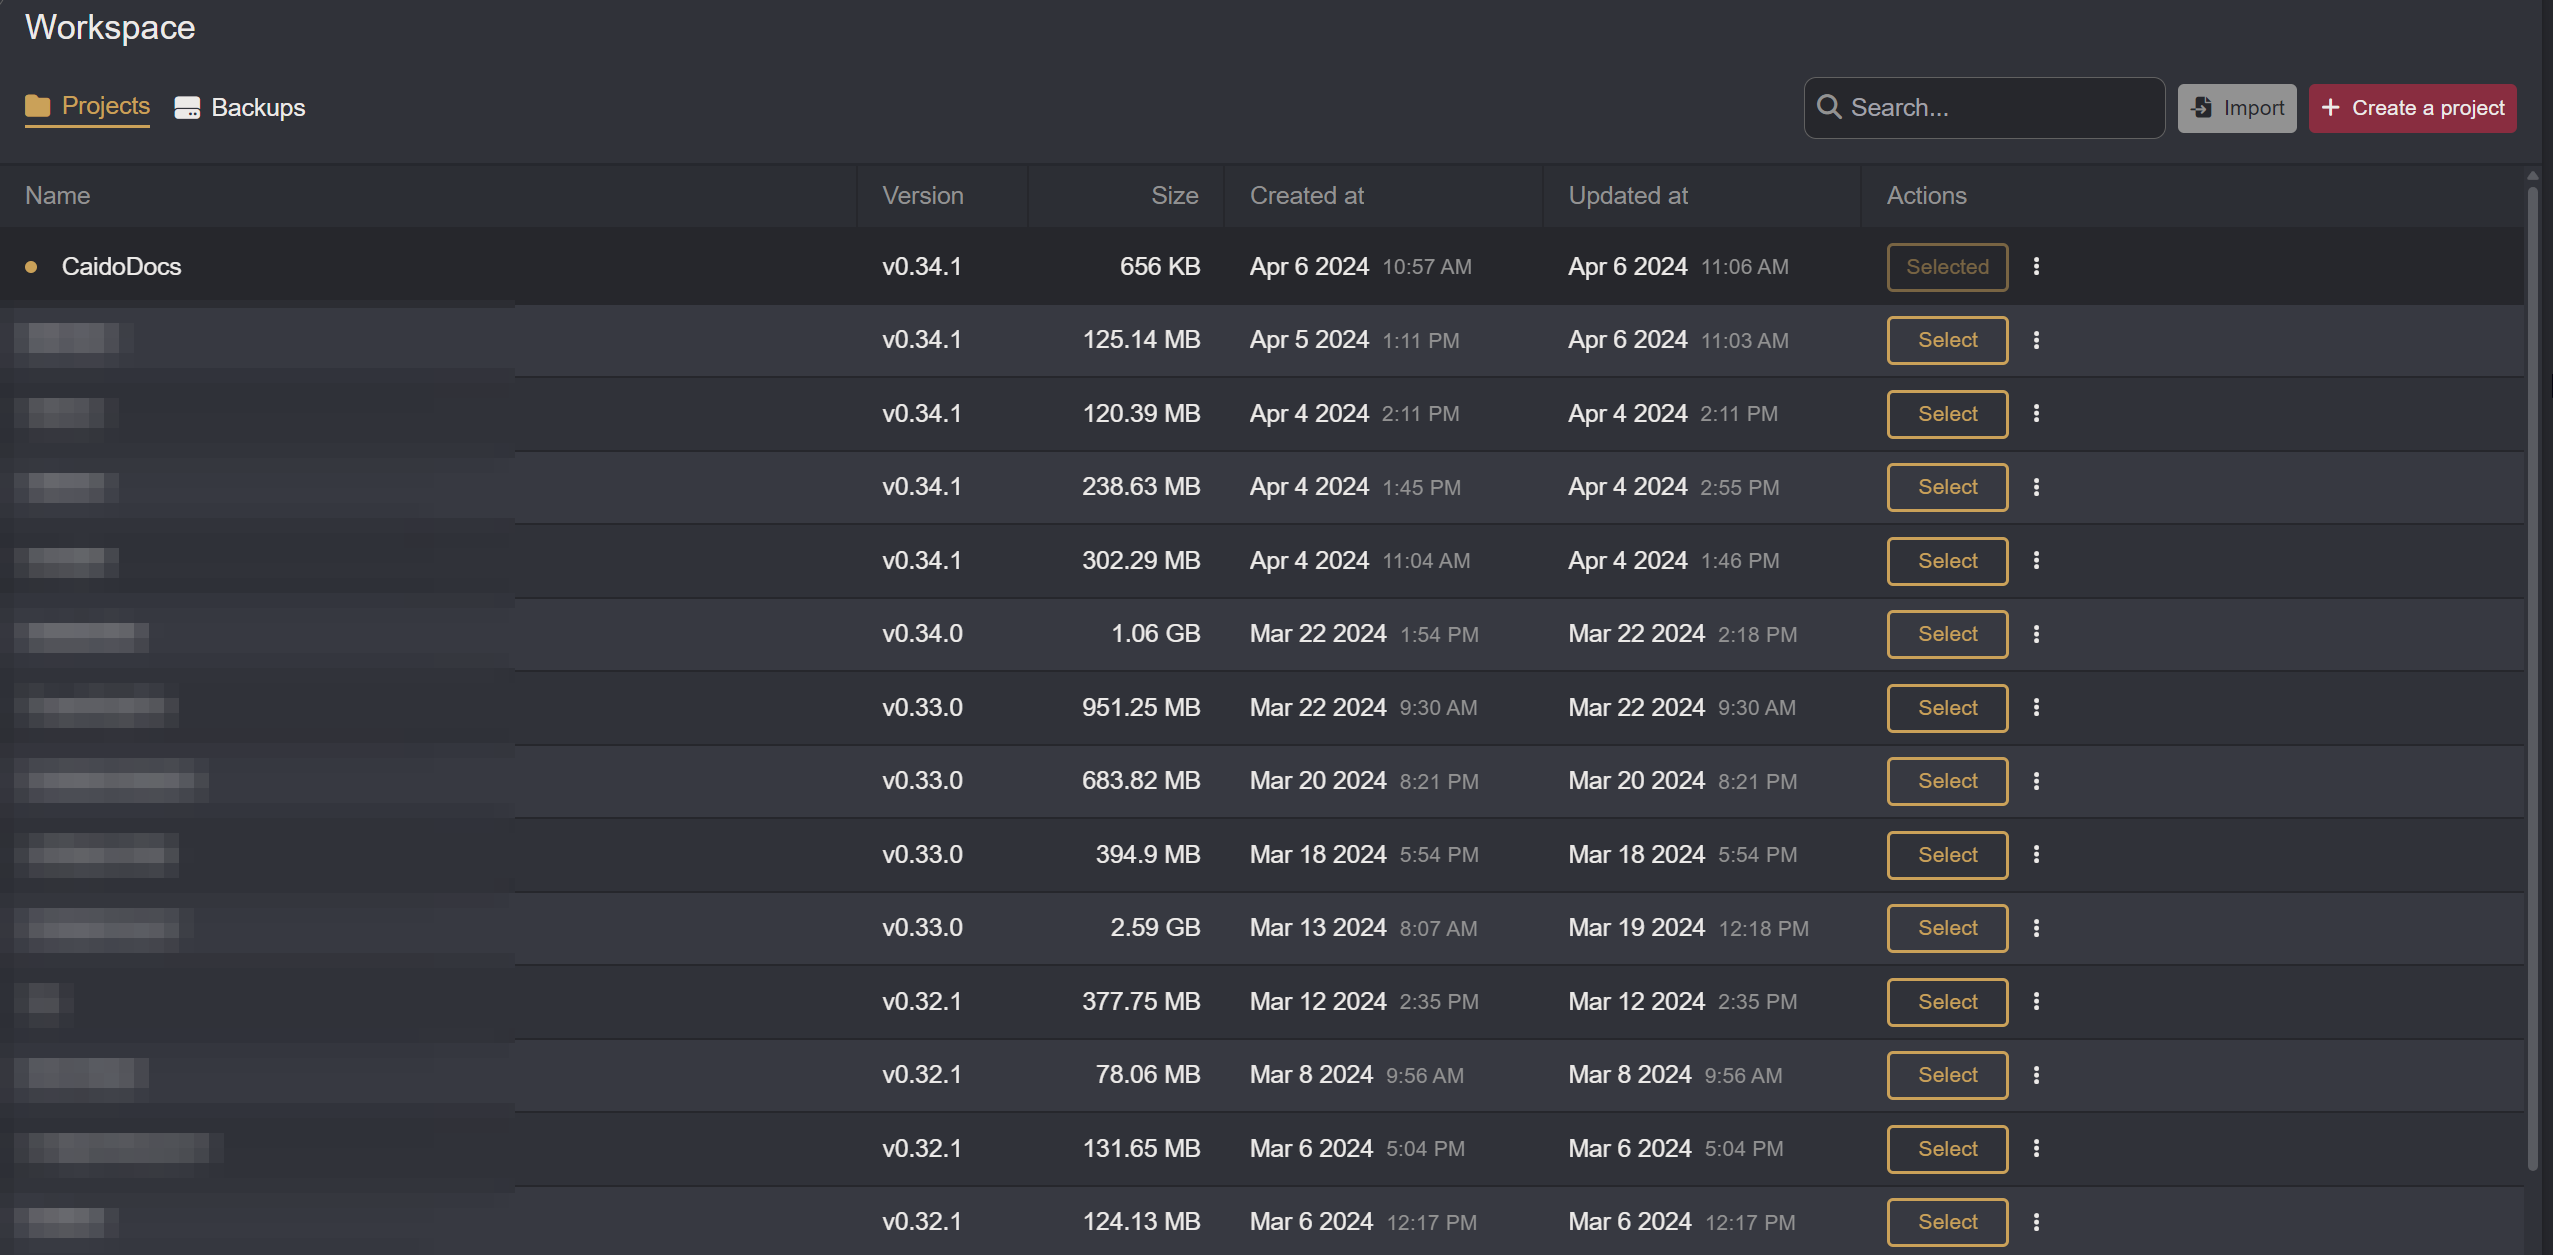 Workspace
Projects Backups Search... Import Create a project
Name Version Size Created at Updated at Actions
CaidoDocs v0.34.1 656 KB Apr 6 2024 10:57 AM Apr 6 2024 11:06 AM Selected
v0.34.1 125.14 MB Apr 5 2024 1:11 PM Apr 6 2024 11:03 AM Select
v0.34.1 120.39 MB Apr 4 2024 2:11 PM Apr 4 2024 2:11 PM Select
v0.34.1 238.63 MB Apr 4 2024 1:45 PM Apr 4 2024 2:55 PM Select
v0.34.1 302.29 MB Apr 4 2024 11:04 AM Apr 4 2024 1:46 PM Select
v0.34.0 1.06 GB Mar 22 2024 1:54 PM Mar 22 2024 2:18 PM Select
v0.33.0 951.25 MB Mar 22 2024 9:30 AM Mar 22 2024 9:30 AM Select
v0.33.0 683.82 MB Mar 20 2024 8:21 PM Mar 20 2024 8:21 PM Select
v0.33.0 394.9 MB Mar 18 2024 5:54 PM Mar 18 2024 5:54 PM Select
v0.33.0 2.59 GB Mar 13 2024 8:07 AM Mar 19 2024 12:18 PM Select
v0.32.1 377.75 MB Mar 12 2024 2:35 PM Mar 12 2024 2:35 PM Select
v0.32.1 78.06 MB Mar 8 2024 9:56 AM Mar 8 2024 9:56 AM Select
v0.32.1 131.65 MB Mar 6 2024 5:04 PM Mar 6 2024 5:04 PM Select
v0.32.1 124.13 MB Mar 6 2024 12:17 PM Mar 6 2024 12:17 PM Select